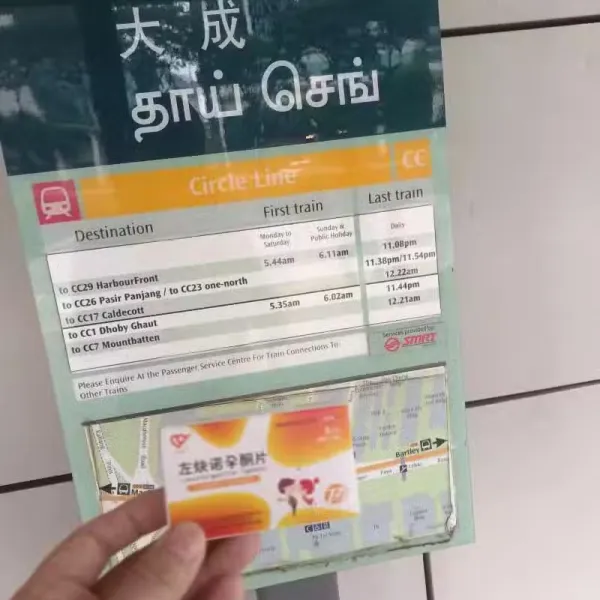 大 成
தாய் செங்
Circle Line
CC
Destination
First train
Last train
Monday to Saturday
Sunday & Public Holiday
Daily
to CC29 HarbourFront
5.44am
6.11am
11.08pm
to CC26 Pasir Panjang / to CC23 one-north
11.38pm/11.54pm
to CC17 Caldecott
12.22am
to CC1 Dhoby Ghaut
5.35am
6.02am
11.44pm
to CC7 Mountbatten
12.21am
Services provided by:
SMRT
Please Enquire At the Passenger Service Centre For Train Connections To
Other Trains
Bartley
左炔诺孕酮片